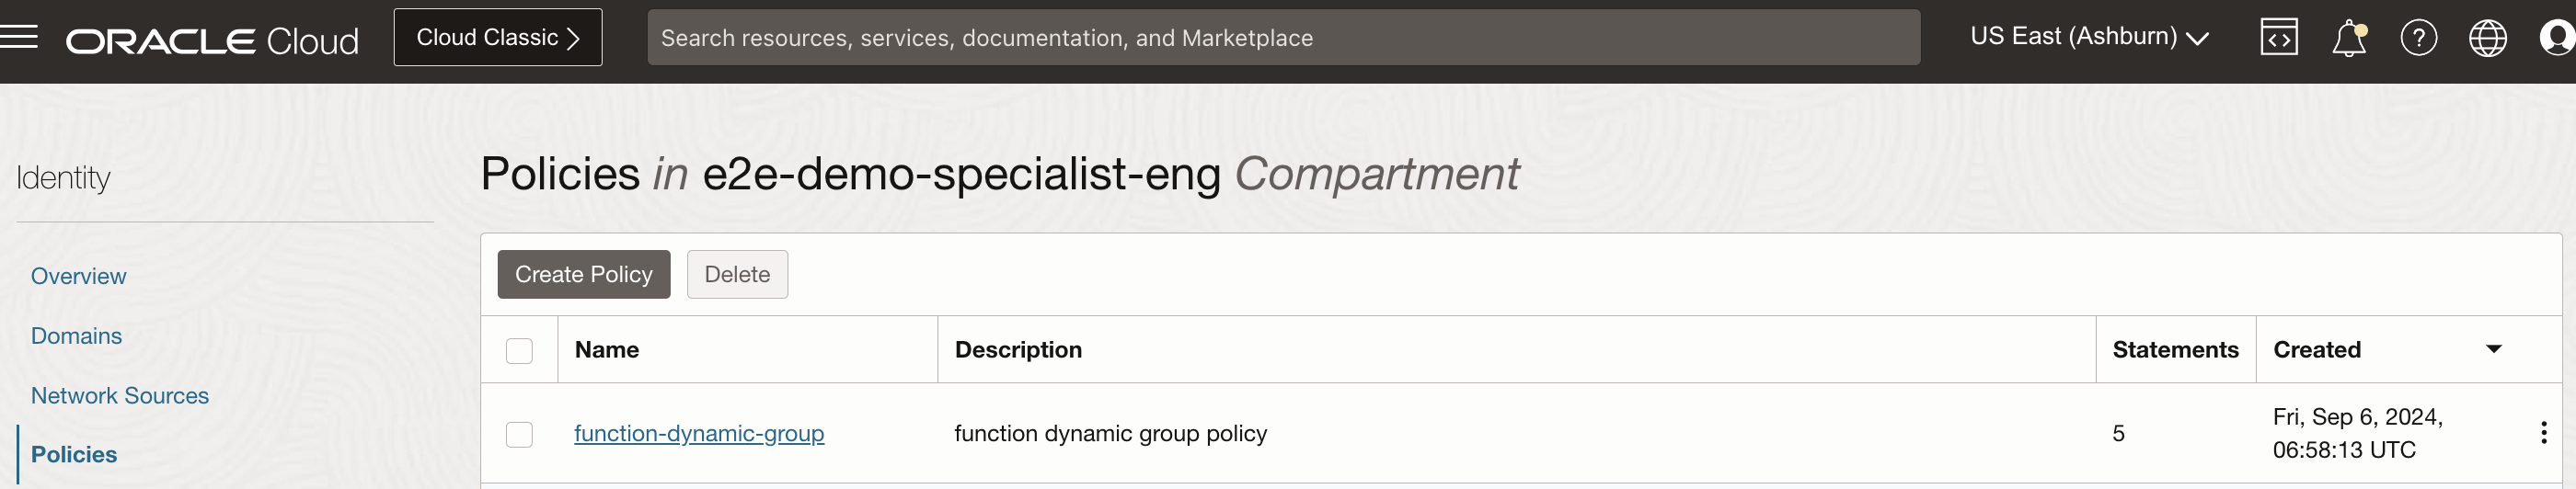 ORACLE Cloud
Cloud Classic
Search resources, services, documentation, and Marketplace
US East (Ashburn)
Identity
Overview
Domains
Network Sources
Policies
Policies in e2e-demo-specialist-eng Compartment
Create Policy
Delete
Name
Description
Statements
Created
function-dynamic-group
function dynamic group policy
5
Fri, Sep 6, 2024,
06:58:13 UTC